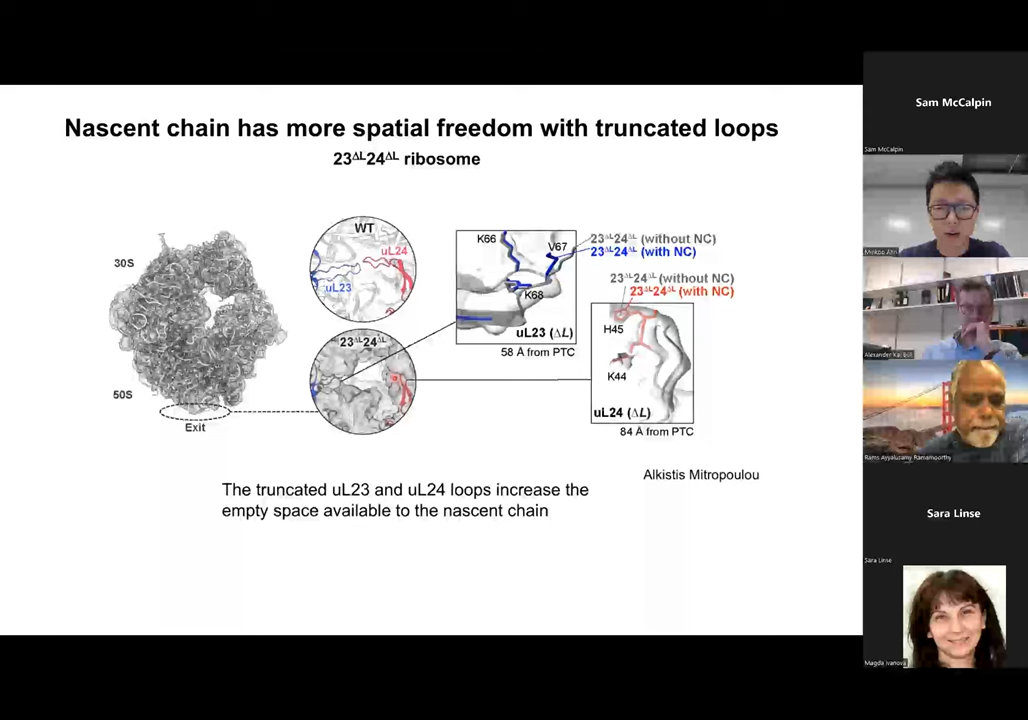 Nascent chain has more spatial freedom with truncated loops
23ΔL24ΔL ribosome
30S
50S
Exit
WT
uL24
uL23
23ΔL24ΔL
K66
V67
K68
uL23 (ΔL)
58 Å from PTC
23ΔL24ΔL (without NC)
23ΔL24ΔL (with NC)
23ΔL24ΔL (without NC)
23ΔL24ΔL (with NC)
H45
K44
uL24 (ΔL)
84 Å from PTC
Alkistis Mitropoulou
The truncated uL23 and uL24 loops increase the
empty space available to the nascent chain
Sam McCalpin
Sam McCalpin
Minkoo Ahn
Rams Ayyalusamy Ramamoorthy
Sara Linse
Sara Linse
Magda Ivanova